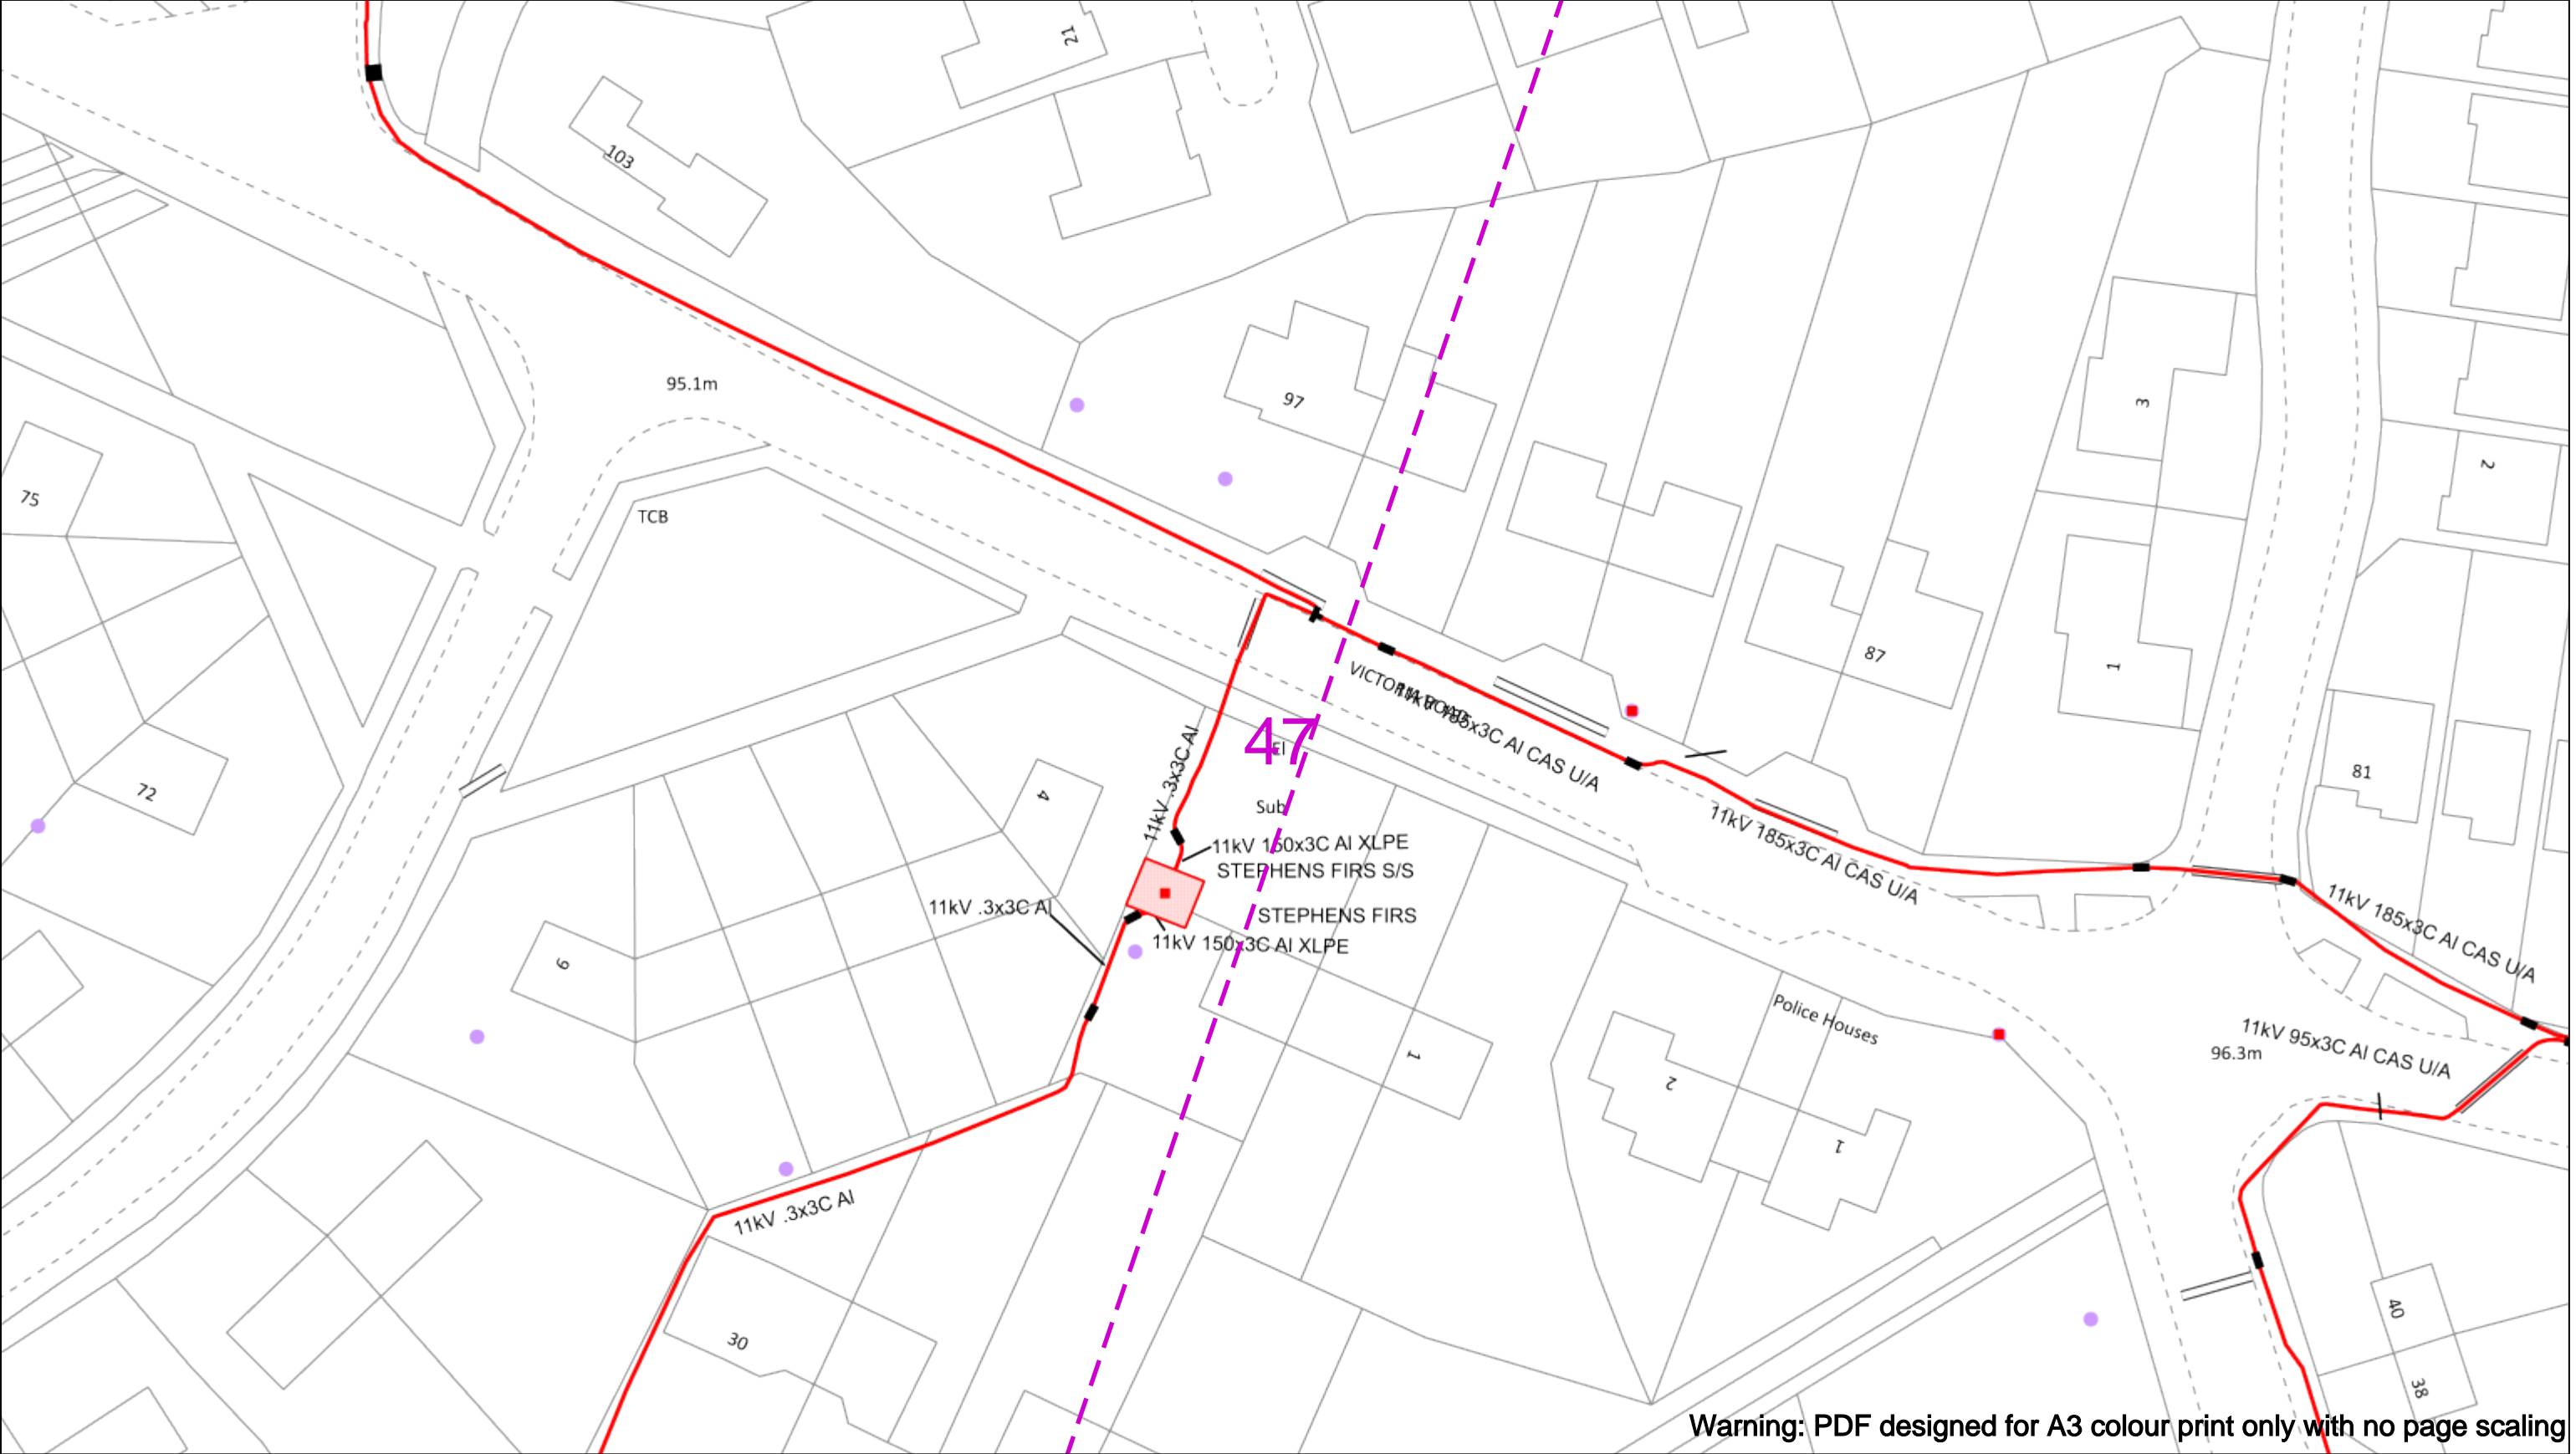 21
103
95.1m
97
3
2
75
TCB
87
1
VICTORIA ROAD
11kV 185x3C Al CAS U/A
47
El
Sub
11kV .3x3C Al
81
72
4
11kV 185x3C Al CAS U/A
11kV 150x3C Al XLPE
STEPHENS FIRS S/S
11kV .3x3C Al
STEPHENS FIRS
11kV 150x3C Al XLPE
11kV 185x3C Al CAS U/A
9
Police Houses
11kV 95x3C Al CAS U/A
96.3m
1
2
1
11kV .3x3C Al
30
40
38
Warning: PDF designed for A3 colour print only with no page scaling